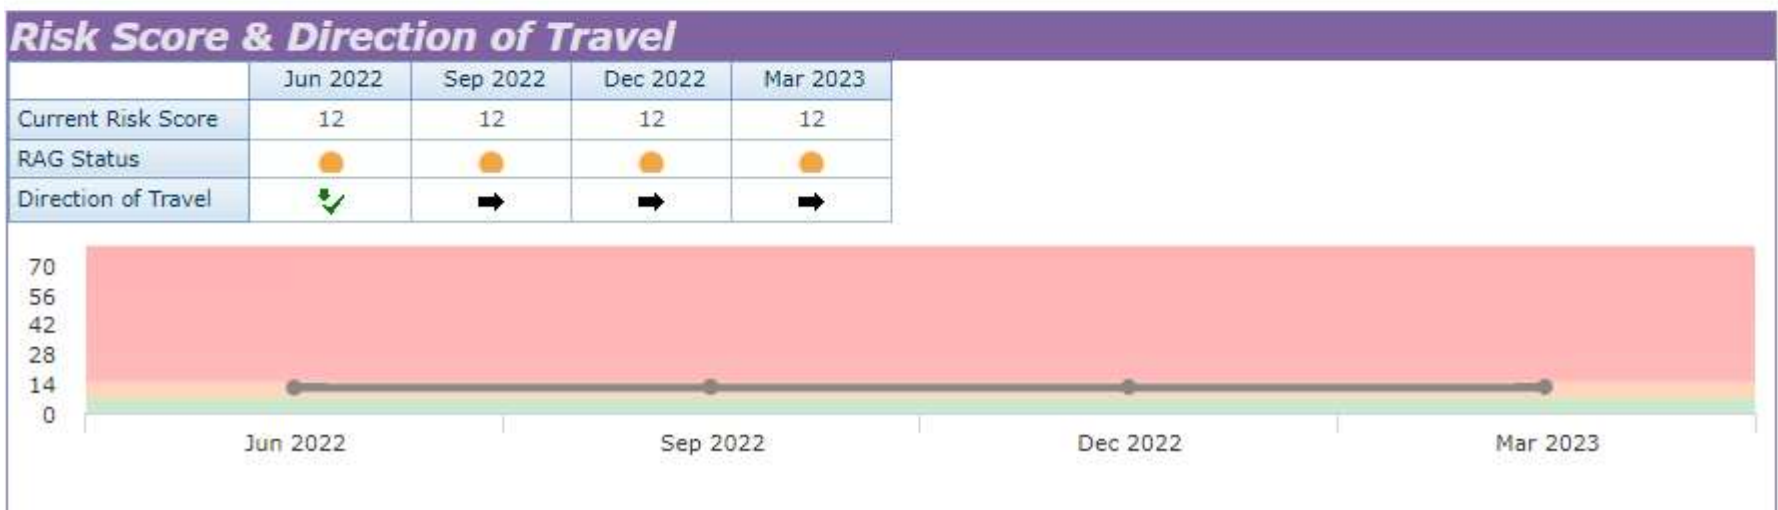 Risk Score & Direction of Travel
Jun 2022 Sep 2022 Dec 2022 Mar 2023
Current Risk Score 12 12 12 12
RAG Status
Direction of Travel
70
56
42
28
14
0
Jun 2022 Sep 2022 Dec 2022 Mar 2023